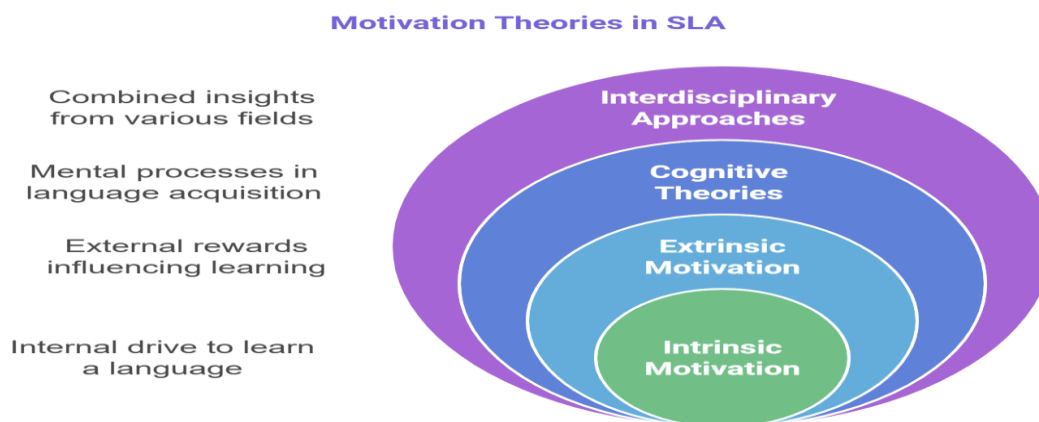 Motivation Theories in SLA
Combined insights
from various fields
Interdisciplinary
Approaches
Mental processes in
language acquisition
Cognitive
Theories
External rewards
influencing learning
Extrinsic
Motivation
Internal drive to learn
a language
Intrinsic
Motivation